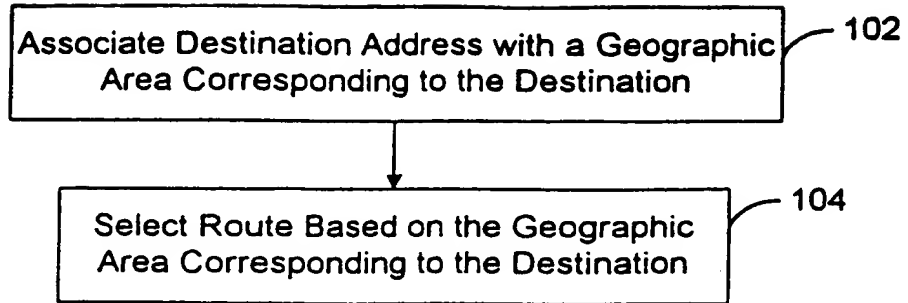 Associate Destination Address with a Geographic
Area Corresponding to the Destination
102
Select Route Based on the Geographic
Area Corresponding to the Destination
104